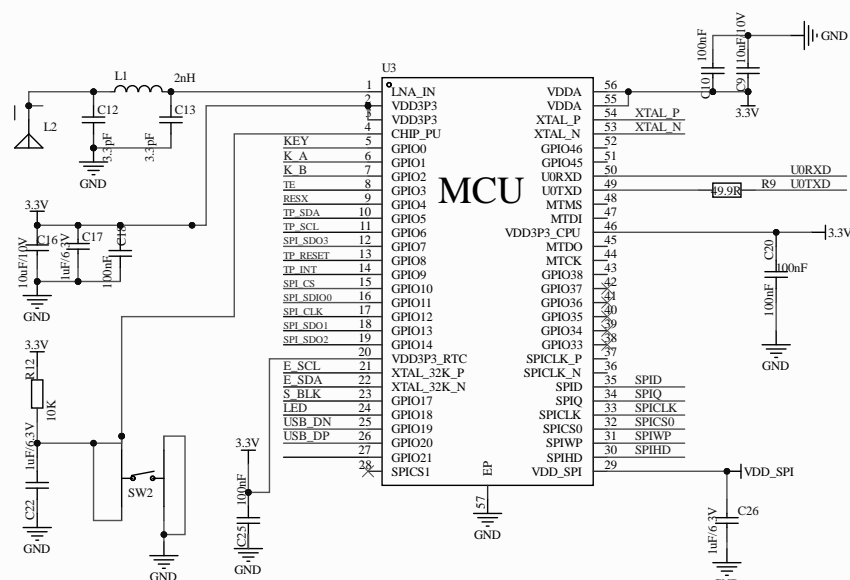 U3
MCU
L1
2nH
C12
C13
3.3pF
3.3pF
L2
GND
1
2
3
4
5
6
7
8
9
10
11
12
13
14
15
16
17
18
19
20
21
22
23
24
25
26
27
28
LNA_IN
VDD3P3
VDD3P3
CHIP_PU
GPIO0
GPIO1
GPIO2
GPIO3
GPIO4
GPIO5
GPIO6
GPIO7
GPIO8
GPIO9
GPIO10
GPIO11
GPIO12
GPIO13
GPIO14
VDD3P3_RTC
XTAL_32K_P
XTAL_32K_N
GPIO17
GPIO18
GPIO19
GPIO20
GPIO21
SPICS1
KEY
K_A
K_B
TE
RESX
TP_SDA
TP_SCL
SPI_SDO3
TP_RESET
TP_INT
SPI_CS
SPI_SDIO0
SPI_CLK
SPI_SDO1
SPI_SDO2
E_SCL
E_SDA
S_BLK
LED
USB_DN
USB_DP
VDDA
VDDA
XTAL_P
XTAL_N
GPIO46
GPIO45
U0RXD
U0TXD
MTMS
MTDI
VDD3P3_CPU
MTDO
MTCK
GPIO38
GPIO37
GPIO36
GPIO35
GPIO34
GPIO33
SPICLK_P
SPICLK_N
SPID
SPIQ
SPICLK
SPICS0
SPIWP
SPIHD
VDD_SPI
56
55
54
53
52
51
50
49
48
47
46
45
44
43
42
41
40
39
38
37
36
35
34
33
32
31
30
29
XTAL_P
XTAL_N
U0RXD
49.9R
R9
U0TXD
SPID
SPIQ
SPICLK
SPICS0
SPIWP
SPIHD
VDD_SPI
EP
57
GND
100nF
10uF/10V
C10
C9
GND
3.3V
3.3V
C20
100nF
100nF
GND
C26
1uF/6.3V
GND
3.3V
C16
C17
C18
10uF/10V
1uF/6.3V
100nF
GND
3.3V
R12
10K
1uF/6.3V
C22
GND
SW2
GND
3.3V
100nF
C25
GND